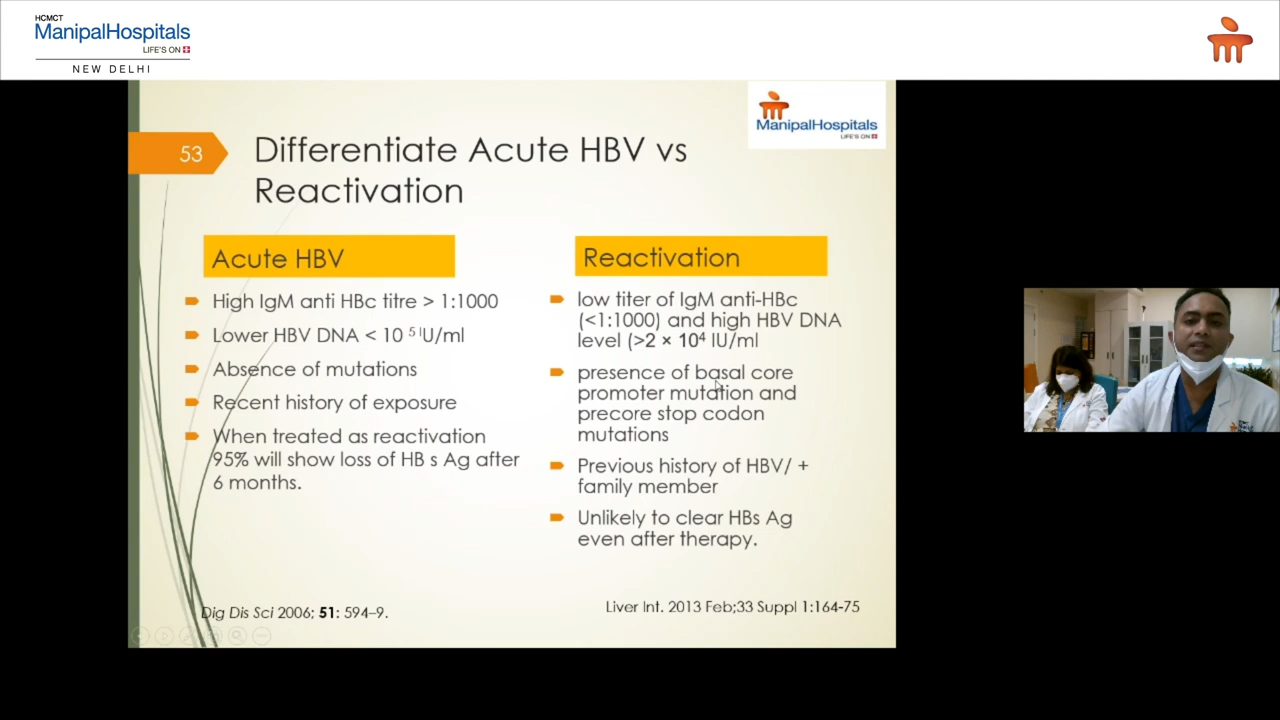 HCMCT
ManipalHospitals
LIFE'S ON
NEW DELHI
ManipalHospitals
LIFE'S ON
53
Differentiate Acute HBV vs
Reactivation
Acute HBV
High IgM anti HBc titre > 1:1000
Lower HBV DNA < 10 ⁵ ᴵU/ml
Absence of mutations
Recent history of exposure
When treated as reactivation
95% will show loss of HB s Ag after
6 months.
Reactivation
low titer of IgM anti-HBc
(<1:1000) and high HBV DNA
level (>2 × 10⁴ IU/ml
presence of basal core
promoter mutation and
precore stop codon
mutations
Previous history of HBV/ +
family member
Unlikely to clear HBs Ag
even after therapy.
Dig Dis Sci 2006; 51: 594–9.
Liver Int. 2013 Feb;33 Suppl 1:164-75